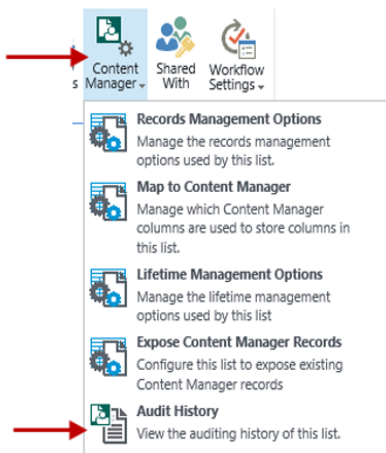 Content
Manager
Shared
With
Workflow
Settings
s
Records Management Options
Manage the records management
options used by this list.
Map to Content Manager
Manage which Content Manager
columns are used to store columns in
this list.
Lifetime Management Options
Manage the lifetime management
options used by this list
Expose Content Manager Records
Configure this list to expose existing
Content Manager records
Audit History
View the auditing history of this list.